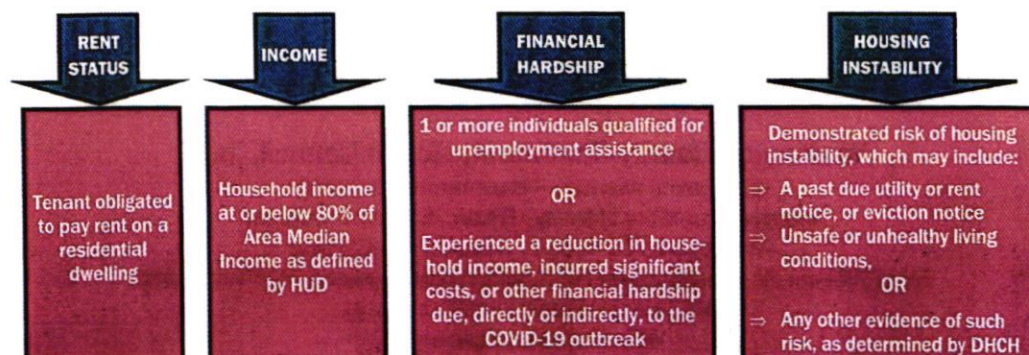 RENT
STATUS
Tenant obligated
to pay rent on a
residential
dwelling
INCOME
Household income
at or below 80% of
Area Median
Income as defined
by HUD
FINANCIAL
HARDSHIP
1 or more individuals qualified for
unemployment assistance
OR
Experienced a reduction in house-
hold income, incurred significant
costs, or other financial hardship
due, directly or indirectly, to the
COVID-19 outbreak
HOUSING
INSTABILITY
Demonstrated risk of housing
instability, which may include:
⇒ A past due utility or rent
notice, or eviction notice
⇒ Unsafe or unhealthy living
conditions,
OR
⇒ Any other evidence of such
risk, as determined by DHCH